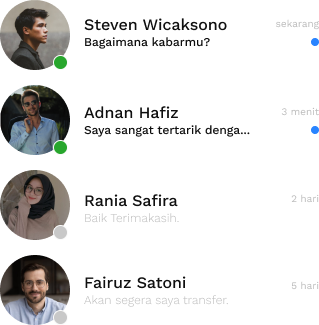 Steven Wicaksono
sekarang
Bagaimana kabarmu?
Adnan Hafiz
3 menit
Saya sangat tertarik denga...
Rania Safira
2 hari
Baik Terimakasih.
Fairuz Satoni
5 hari
Akan segera saya transfer.